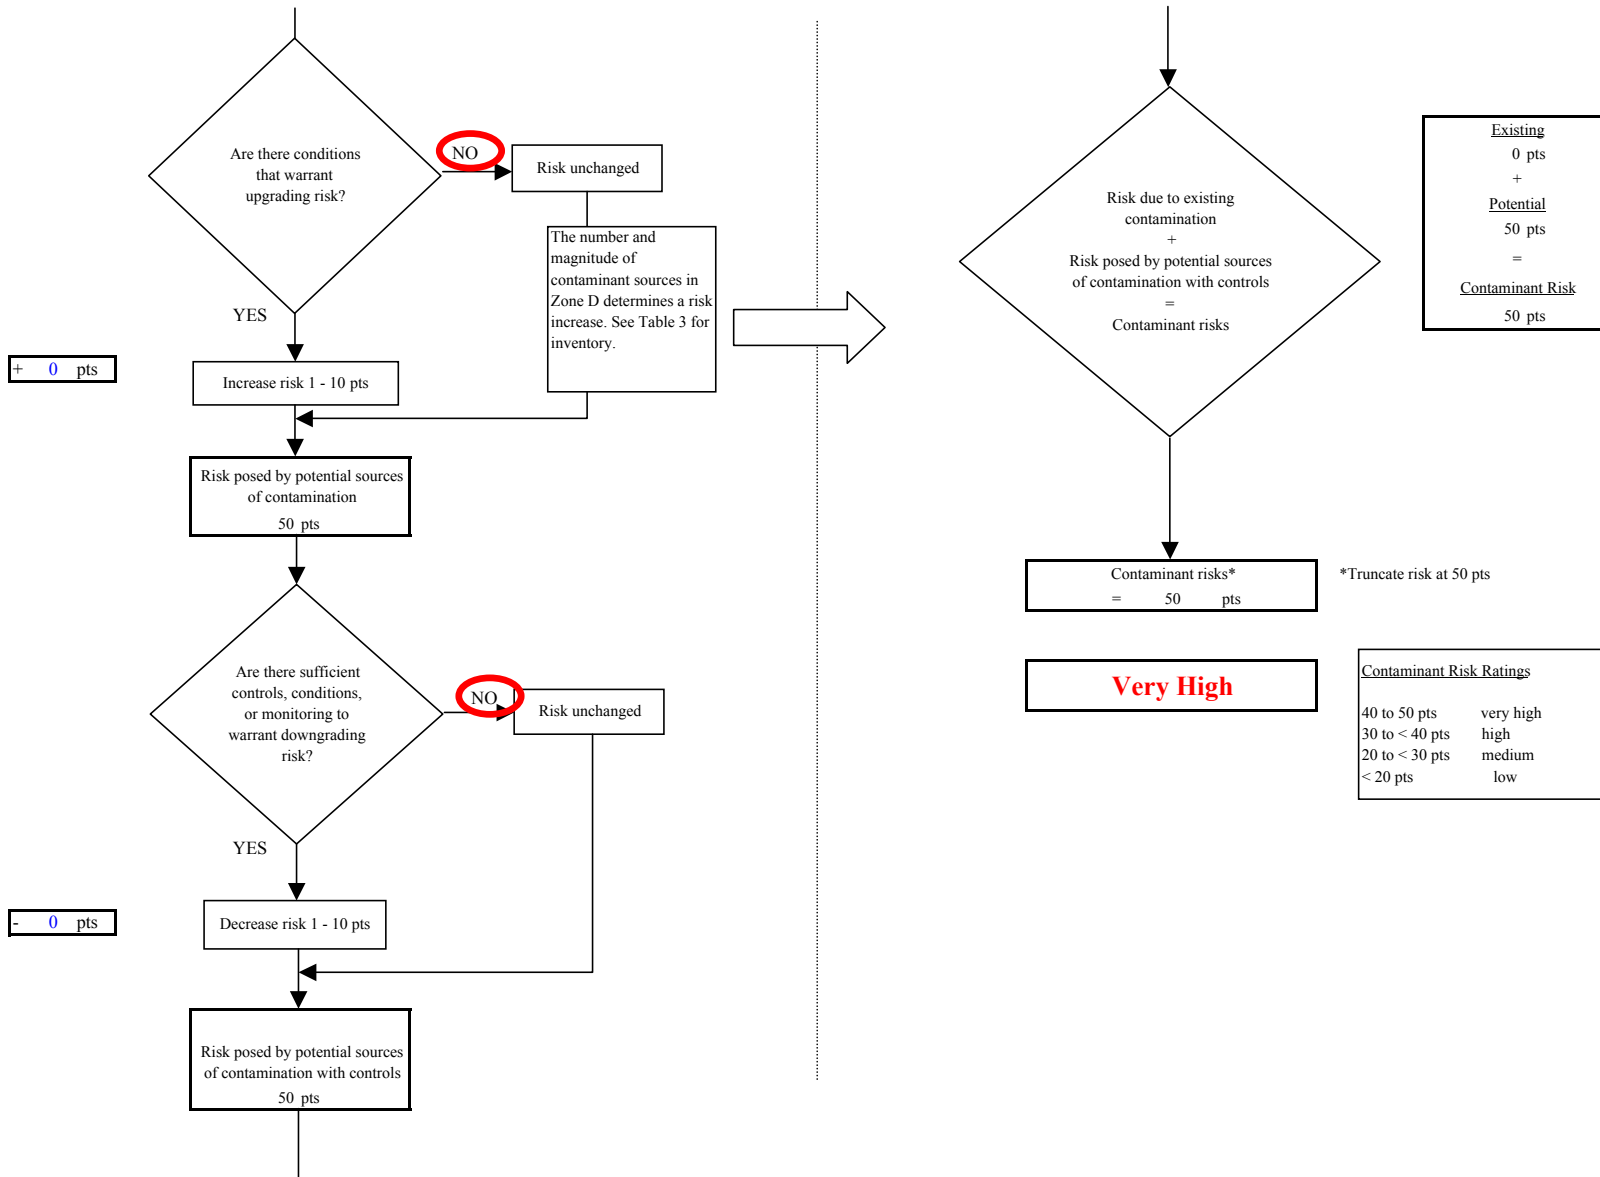 Are there conditions
that warrant
upgrading risk?
NO
Risk unchanged
The number and
magnitude of
contaminant sources in
Zone D determines a risk
increase. See Table 3 for
inventory.
YES
+ 0 pts
Increase risk 1 - 10 pts
Risk posed by potential sources
of contamination
50 pts
Are there sufficient
controls, conditions,
or monitoring to
warrant downgrading
risk?
NO
Risk unchanged
YES
- 0 pts
Decrease risk 1 - 10 pts
Risk posed by potential sources
of contamination with controls
50 pts
Risk due to existing
contamination
+
Risk posed by potential sources
of contamination with controls
=
Contaminant risks
Existing
0 pts
+
Potential
50 pts
=
Contaminant Risk
50 pts
Contaminant risks*
= 50 pts
*Truncate risk at 50 pts
Very High
Contaminant Risk Ratings
40 to 50 pts very high
30 to < 40 pts high
20 to < 30 pts medium
< 20 pts low